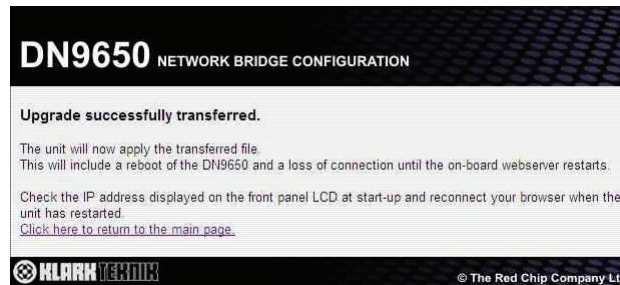 DN9650 NETWORK BRIDGE CONFIGURATION
Upgrade successfully transferred.
The unit will now apply the transferred file.
This will include a reboot of the DN9650 and a loss of connection until the on-board webserver restarts.
Check the IP address displayed on the front panel LCD at start-up and reconnect your browser when the
unit has restarted.
Click here to return to the main page.
KLARK TEKNIK
© The Red Chip Company Lt